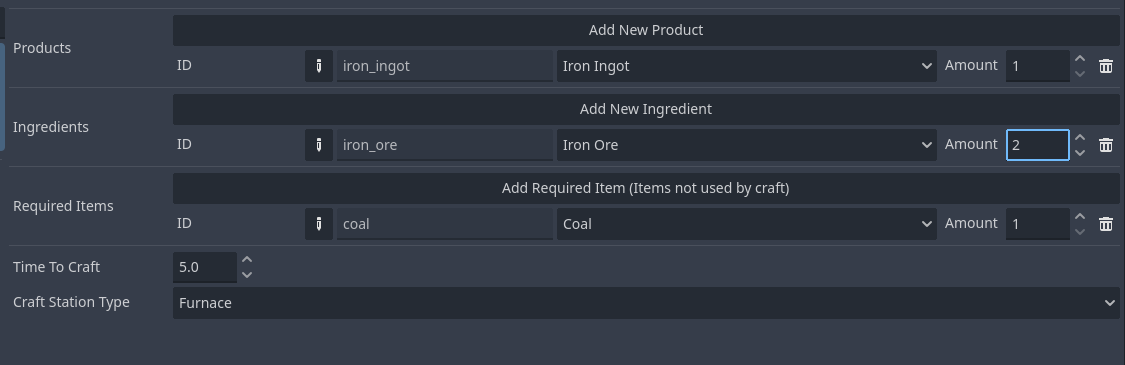 Products
Add New Product
ID iron_ingot Iron Ingot Amount 1
Ingredients
Add New Ingredient
ID iron_ore Iron Ore Amount 2
Required Items
Add Required Item (Items not used by craft)
ID coal Coal Amount 1
Time To Craft 5.0
Craft Station Type Furnace